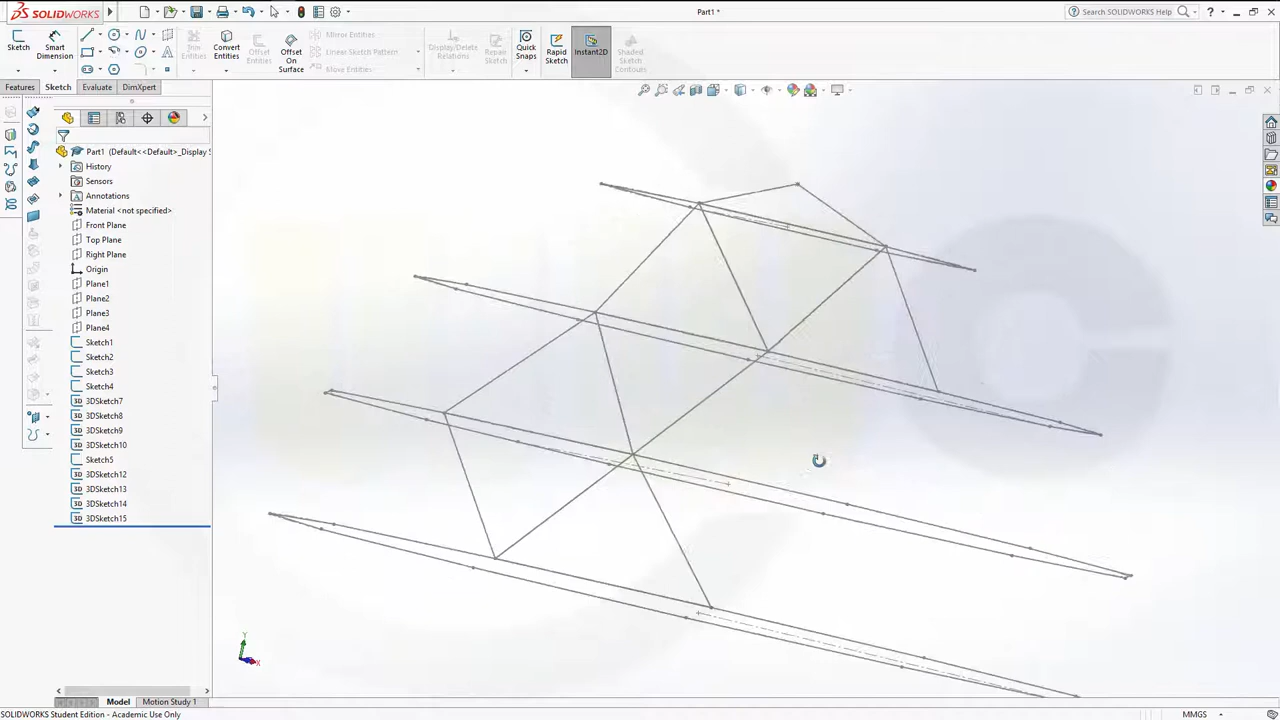 SOLIDWORKS
Part1 *
Search SOLIDWORKS Help
Sketch
Smart Dimension
Trim Entities
Convert Entities
Offset Entities
Offset On Surface
Mirror Entities
Linear Sketch Pattern
Move Entities
Display/Delete Relations
Repair Sketch
Quick Snaps
Rapid Sketch
Instant2D
Shaded Sketch Contours
Features
Sketch
Evaluate
DimXpert
Part1 (Default<<Default>_Display S
History
Sensors
Annotations
Material <not specified>
Front Plane
Top Plane
Right Plane
Origin
Plane1
Plane2
Plane3
Plane4
Sketch1
Sketch2
Sketch3
Sketch4
3DSketch7
3DSketch8
3DSketch9
3DSketch10
Sketch5
3DSketch12
3DSketch13
3DSketch14
3DSketch15
Y
X
Model
Motion Study 1
SOLIDWORKS Student Edition - Academic Use Only
MMGS